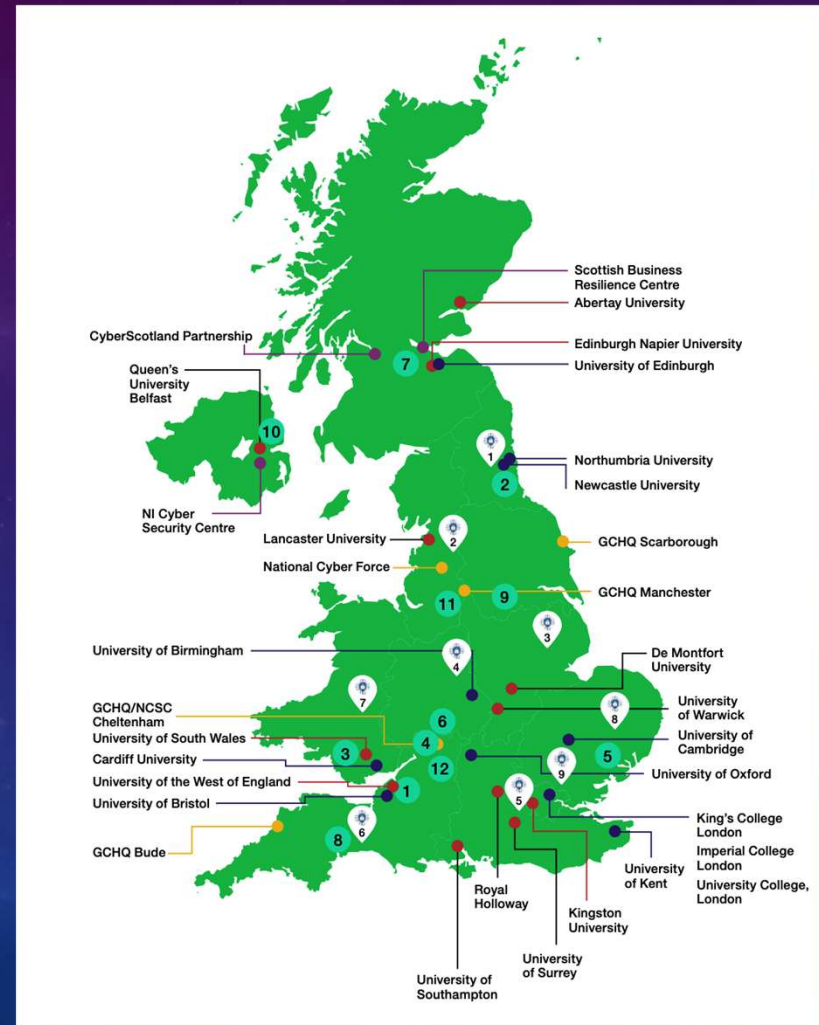 Scottish Business
Resilience Centre
Abertay University
CyberScotland Partnership
Edinburgh Napier University
Queen's
University
Belfast
7
University of Edinburgh
10
1
Northumbria University
2
Newcastle University
NI Cyber
Security Centre
Lancaster University
2
GCHQ Scarborough
National Cyber Force
11
9
GCHQ Manchester
3
University of Birmingham
4
De Montfort
University
7
GCHQ/NCSC
Cheltenham
6
8
University
of Warwick
University of South Wales
3
4
5
University of
Cambridge
Cardiff University
12
9
University of Oxford
University of the West of England
1
5
University of Bristol
King's College
London
Imperial College
London
University College,
London
GCHQ Bude
8
6
University
of Kent
Royal
Holloway
Kingston
University
University
of Surrey
University of
Southampton